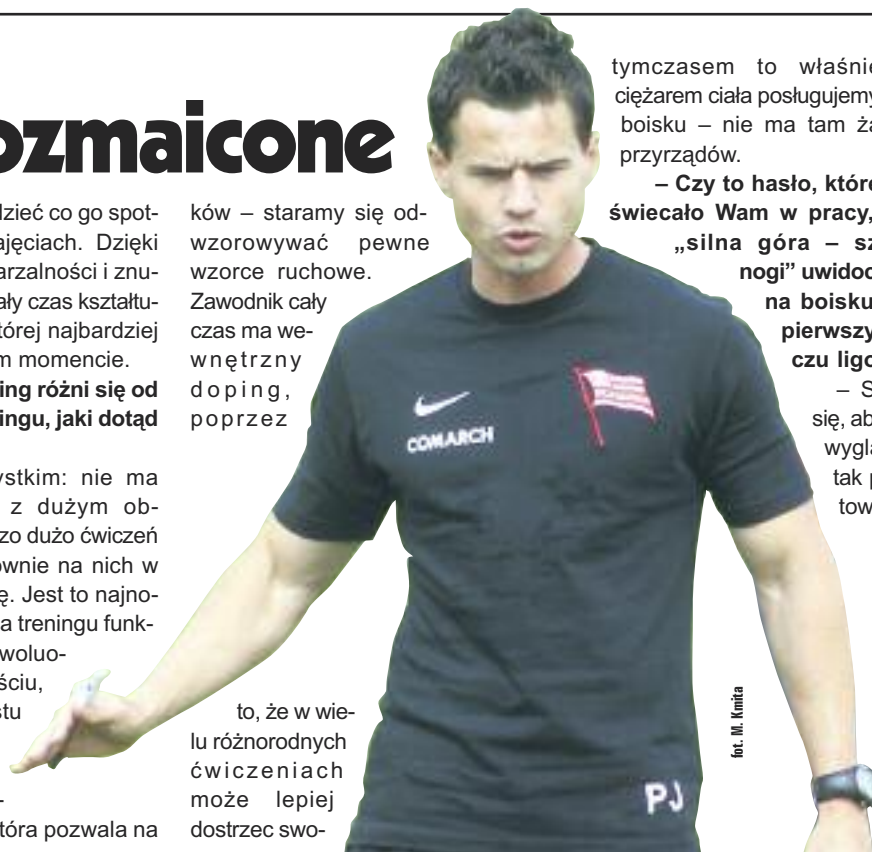 ozmaicone
dzieć co go spot-
ajęciach. Dzięki
arzalności i znu-
ały czas kształtu-
tórej najbardziej
m momencie.
ing różni się od
ingu, jaki dotąd
ystkim: nie ma
z dużym ob-
zo dużo ćwiczeń
ownie na nich w
ę. Jest to najno-
a treningu funk-
woluo-
ściu,
stu
-
tóra pozwala na
ków – staramy się od-
wzorowywać pewne
wzorce ruchowe.
Zawodnik cały
czas ma we-
wnętrzny
doping,
poprzez
to, że w wie-
lu różnorodnych
ćwiczeniach
może lepiej
dostrzec swo-
COMARCH
PJ
fot. M. Kmita
tymczasem to właśnie
ciężarem ciała posługujemy
boisku – nie ma tam ża
przyrządów.
– Czy to hasło, które
świecało Wam w pracy,
„silna góra – sz
nogi” uwidoc
na boisku
pierwszy
czu ligo
– S
się, ab
wyglą
tak p
tow